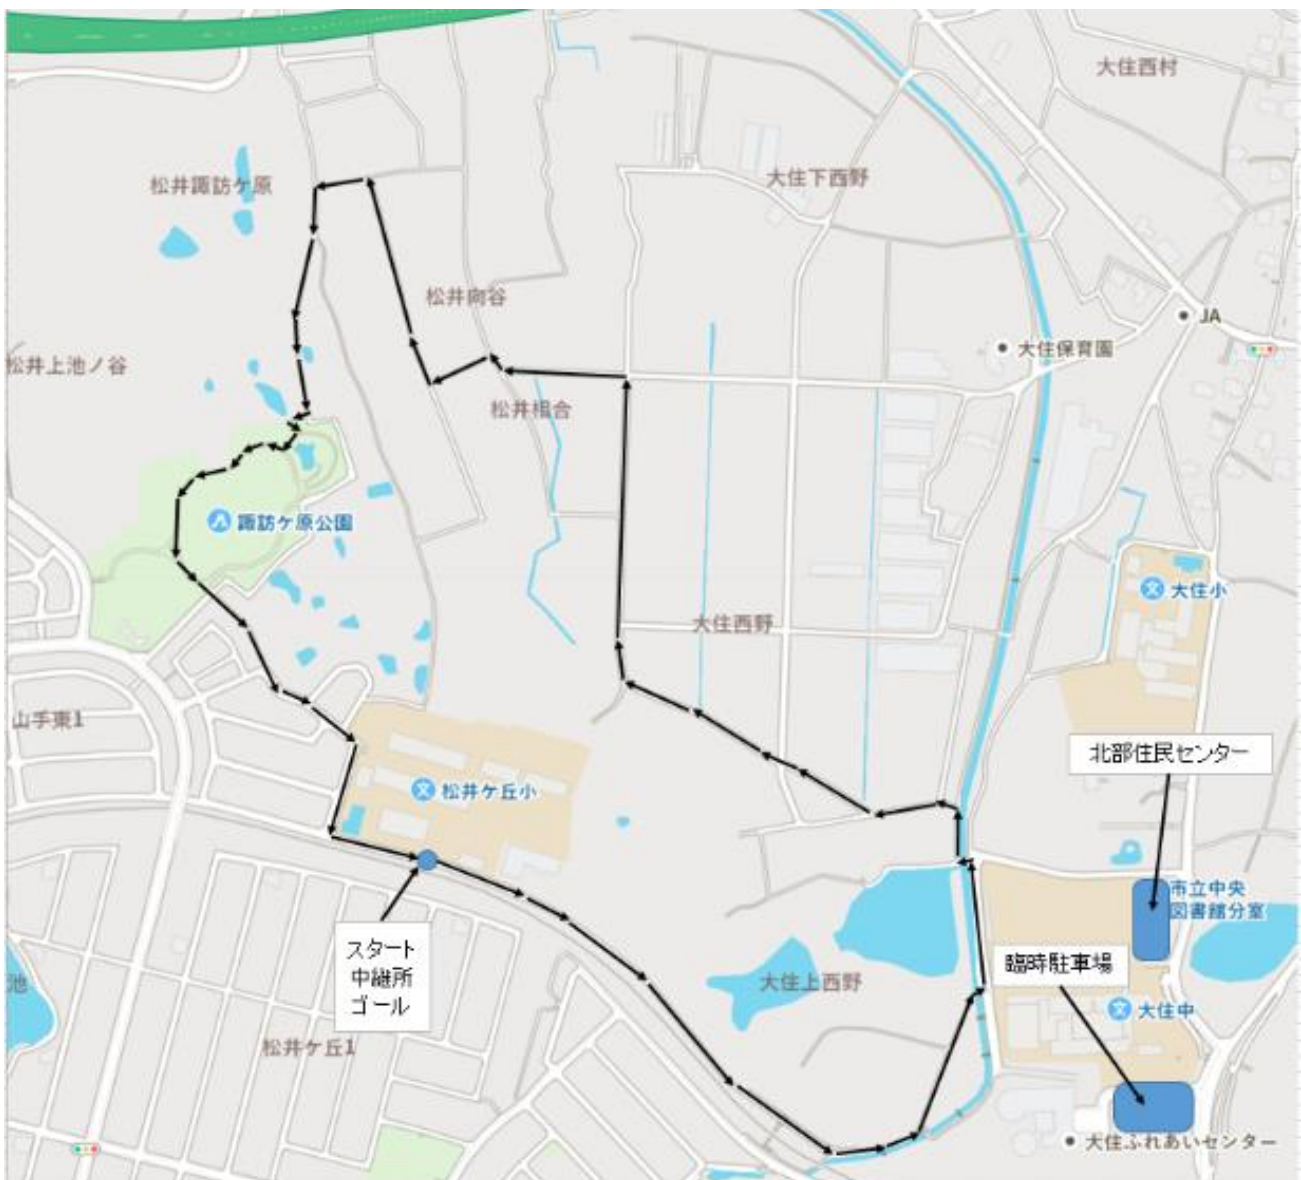 大住西村
松井諏訪ケ原
大住下西野
松井向谷
JA
大住保育園
松井上池ノ谷
松井相合
諏訪ケ原公園
大住小
大住西野
山手東1
北部住民センター
松井ケ丘小
市立中央
図書館分室
スタート
中継所
ゴール
臨時駐車場
池
大住上西野
大住中
松井ケ丘1
大住ふれあいセンター